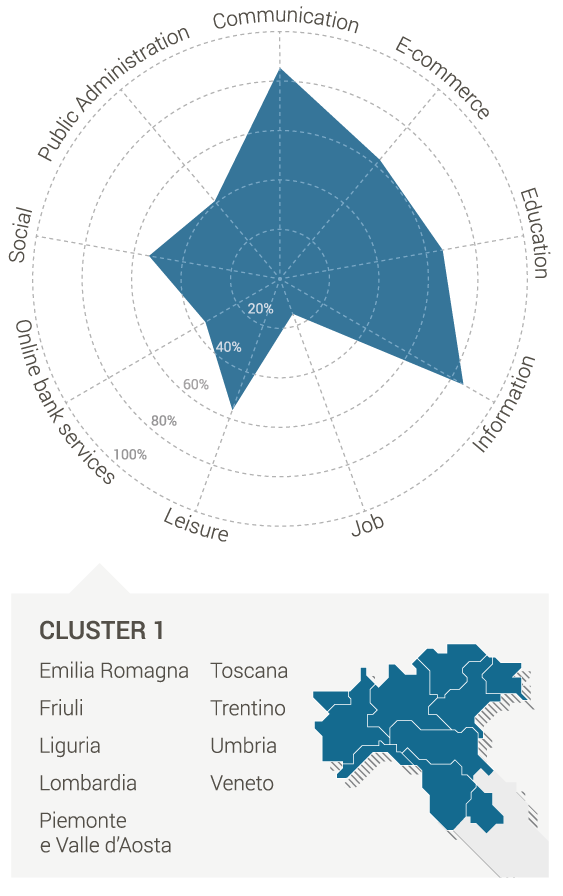 Communication
E-commerce
Education
Information
Job
Leisure
Online bank services
Social
Public Administration
20%
40%
60%
80%
100%
CLUSTER 1
Emilia Romagna
Friuli
Liguria
Lombardia
Piemonte
e Valle d'Aosta
Toscana
Trentino
Umbria
Veneto